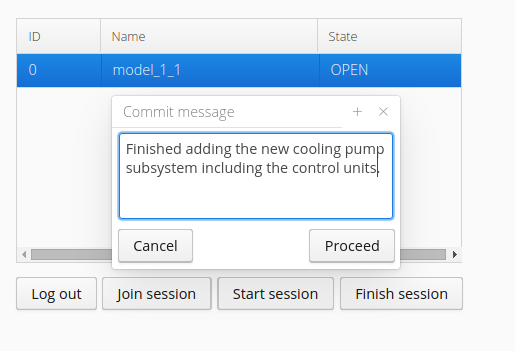 ID Name State
0 model_1_1 OPEN
Commit message
Finished adding the new cooling pump
subsystem including the control units.
Cancel Proceed
Log out Join session Start session Finish session